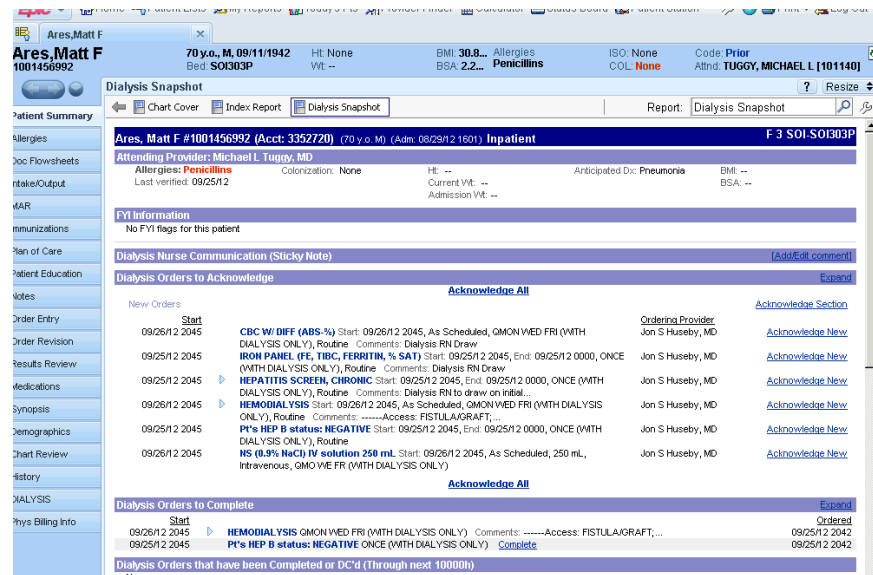 Epic
Home Patient Lists My Reports Today's Pts Provider Finder Calculator Status Board Patient Station Print Log Out
Ares,Matt F ×
Ares,Matt F 70 y.o., M, 09/11/1942 Ht: None BMI: 30.8... Allergies ISO: None Code: Prior
1001456992 Bed: SOI303P Wt: -- BSA: 2.2... Penicillins COL: None Attnd: TUGGY, MICHAEL L [101140]
Dialysis Snapshot ? Resize
Chart Cover Index Report Dialysis Snapshot Report: Dialysis Snapshot
Patient Summary
Allergies
Doc Flowsheets
ntake/Output
MAR
mmunizations
Plan of Care
Patient Education
Notes
Order Entry
Order Revision
Results Review
Medications
Synopsis
Demographics
Chart Review
History
DIALYSIS
Phys Billing Info
Ares, Matt F #1001456992 (Acct: 3352720) (70 y.o. M) (Adm: 08/29/12 1601) Inpatient F 3 SOI-SOI303P
Attending Provider: Michael L Tuggy, MD
Allergies: Penicillins Colonization: None Ht: -- Anticipated Dx: Pneumonia BMI: --
Last verified: 09/25/12 Current Wt: -- BSA: --
Admission Wt: --
FYI Information
No FYI flags for this patient
Dialysis Nurse Communication (Sticky Note) [Add/Edit comment]
Dialysis Orders to Acknowledge Expand
Acknowledge All
New Orders Acknowledge Section
Start Ordering Provider
09/26/12 2045 CBC W/ DIFF (ABS-%) Start: 09/26/12 2045, As Scheduled, QMON WED FRI (WITH Jon S Huseby, MD Acknowledge New
DIALYSIS ONLY), Routine Comments: Dialysis RN Draw
09/25/12 2045 IRON PANEL (FE, TIBC, FERRITIN, % SAT) Start: 09/25/12 2045, End: 09/25/12 0000, ONCE Jon S Huseby, MD Acknowledge New
(WITH DIALYSIS ONLY), Routine Comments: Dialysis RN Draw
09/25/12 2045 HEPATITIS SCREEN, CHRONIC Start: 09/25/12 2045, End: 09/25/12 0000, ONCE (WITH Jon S Huseby, MD Acknowledge New
DIALYSIS ONLY), Routine Comments: Dialysis RN to draw on initial...
09/26/12 2045 HEMODIALYSIS Start: 09/26/12 2045, As Scheduled, QMON WED FRI (WITH DIALYSIS Jon S Huseby, MD Acknowledge New
ONLY), Routine Comments: ------Access: FISTULA/GRAFT;...
09/25/12 2045 Pt's HEP B status: NEGATIVE Start: 09/25/12 2045, End: 09/25/12 0000, ONCE (WITH Jon S Huseby, MD Acknowledge New
DIALYSIS ONLY), Routine
09/26/12 2045 NS (0.9% NaCl) IV solution 250 mL Start: 09/26/12 2045, As Scheduled, 250 mL, Jon S Huseby, MD Acknowledge New
Intravenous, QMO WE FR (WITH DIALYSIS ONLY)
Acknowledge All
Dialysis Orders to Complete Expand
Start Ordered
09/26/12 2045 HEMODIALYSIS QMON WED FRI (WITH DIALYSIS ONLY) Comments: ------Access: FISTULA/GRAFT;... 09/25/12 2042
09/25/12 2045 Pt's HEP B status: NEGATIVE ONCE (WITH DIALYSIS ONLY) Complete 09/25/12 2042
Dialysis Orders that have been Completed or DC'd (Through next 10000h)